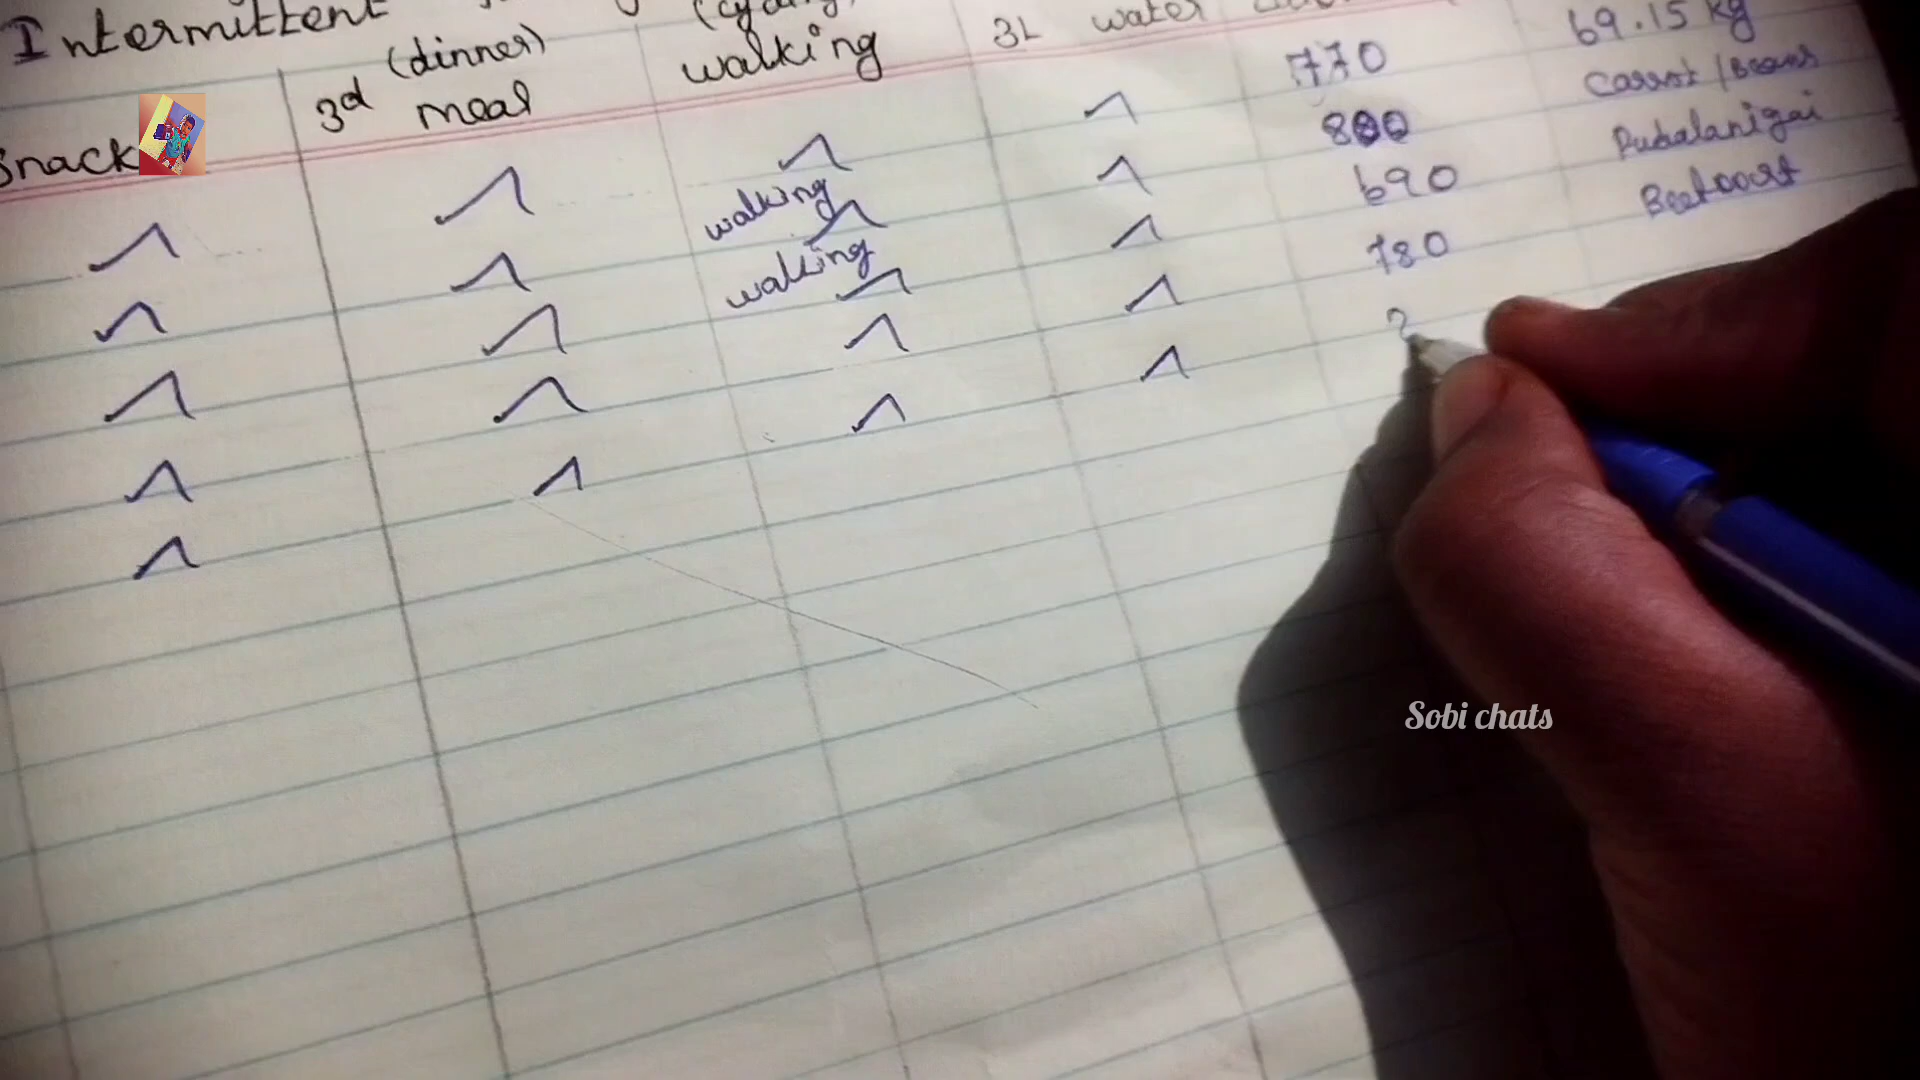 Intermittent
(dinner)
3rd meal
walking
3L water
69.15 kg
Snack
770
Carrot / Beans
800
Pudalangai
walking
690
Beetroot
walking
780
Sobi chats